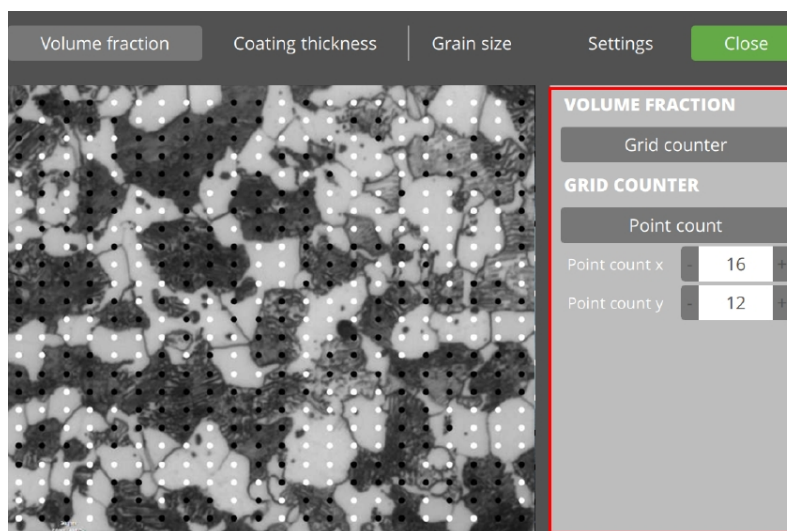 Volume fraction Coating thickness Grain size Settings Close
VOLUME FRACTION
Grid counter
GRID COUNTER
Point count
Point count x - 16 +
Point count y - 12 +